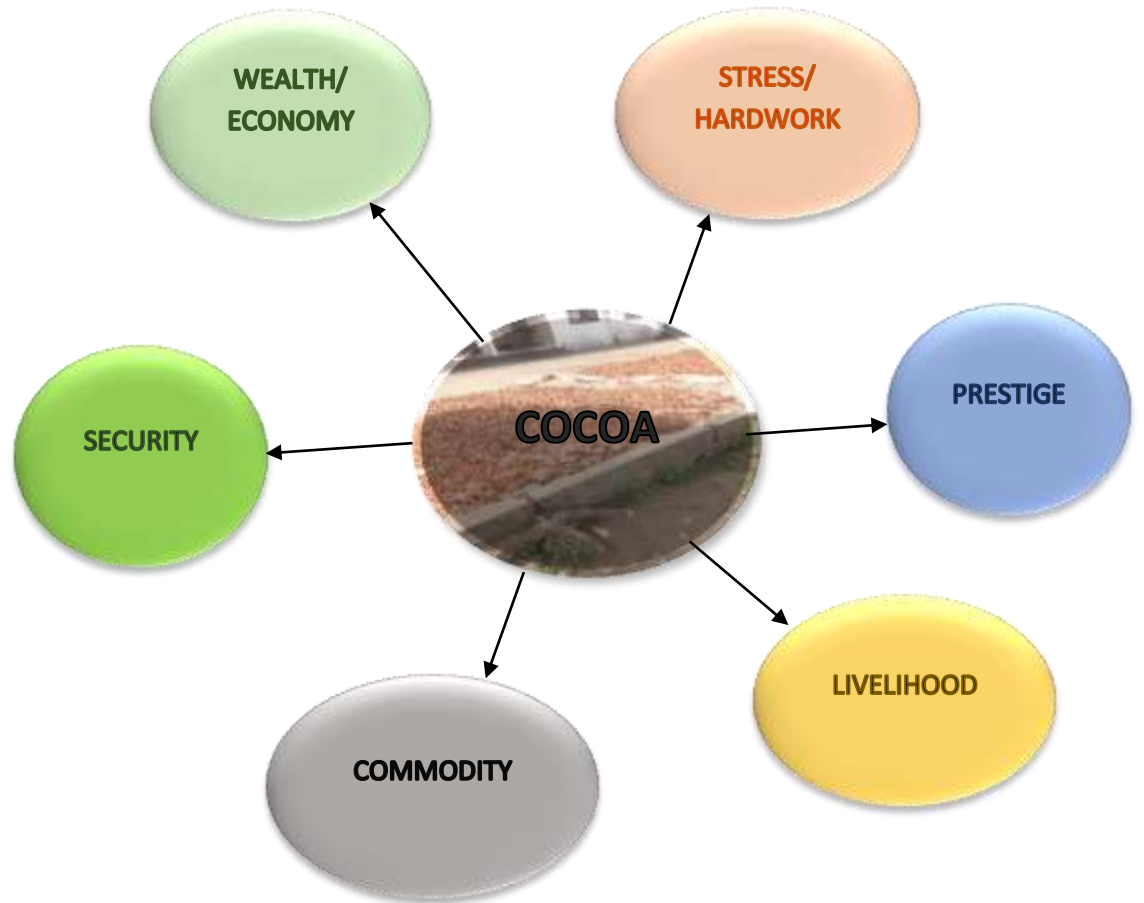 WEALTH/
ECONOMY
STRESS/
HARDWORK
PRESTIGE
COCOA
SECURITY
LIVELIHOOD
COMMODITY